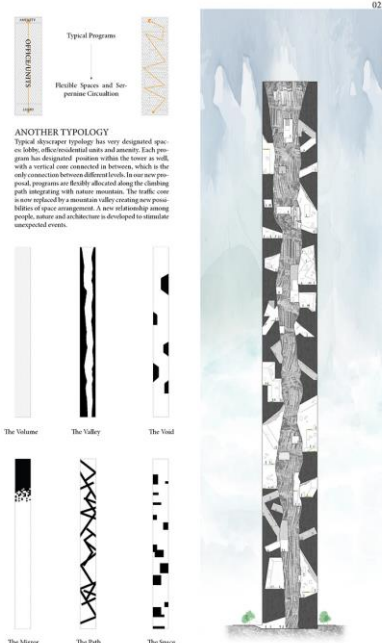 02
AMENITY
OFFICE/UNITS
LOBBY
Typical Programs
Flexible Spaces and Ser-
pernine Circualtion
ANOTHER TYPOLOGY
Typical skyscraper typology has very designated spac-
es: lobby, office/residential units and amenity. Each pro-
gram has designated position within the tower as well,
with a vertical core connected in between, which is the
only connection between different levels. In our new pro-
posal, programs are flexibly allocated along the climbing
path integrating with nature mountain. The traffic core
is now replaced by a mountain valley creating new possi-
bilities of space arrangement. A new relationship among
people, nature and architecture is developed to stimulate
unexpected events.
The Volume
The Valley
The Void
The Mirror
The Path
The Space